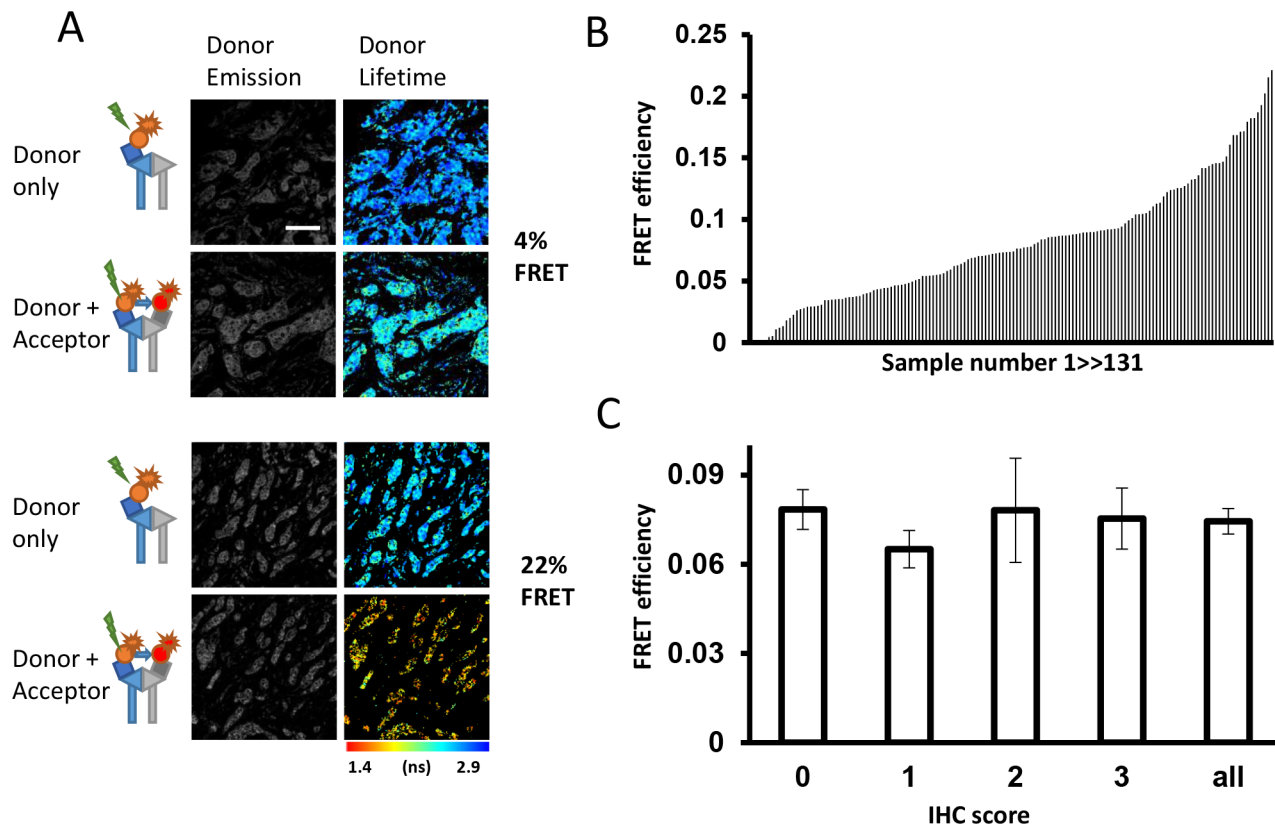 A
Donor
Emission
Donor
Lifetime
Donor
only
4%
FRET
Donor +
Acceptor
Donor
only
22%
FRET
Donor +
Acceptor
1.4 (ns) 2.9
B
0.25
0.2
0.15
0.1
0.05
0
FRET efficiency
Sample number 1>>131
C
0.09
0.06
0.03
0
FRET efficiency
0 1 2 3 all
IHC score